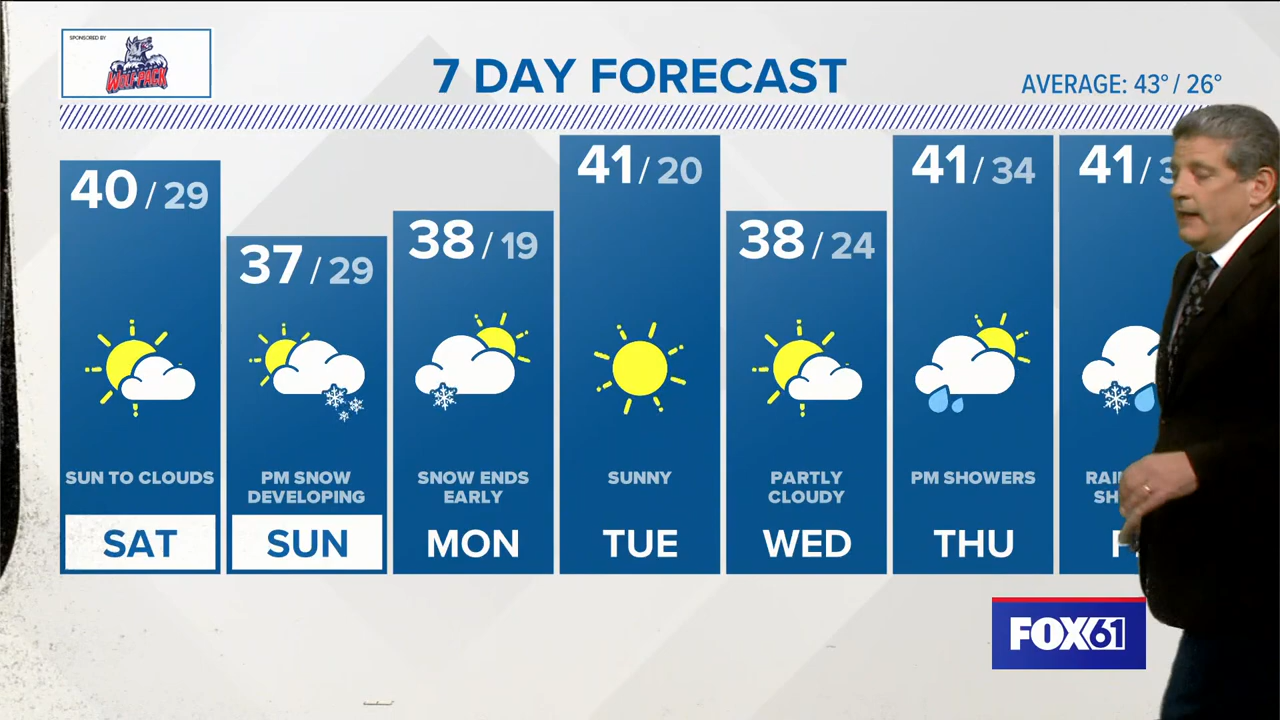 SPONSORED BY
WOLF PACK
7 DAY FORECAST
AVERAGE: 43°/ 26°
40 / 29
37 / 29
38 / 19
41 / 20
38 / 24
41 / 34
41 /
SUN TO CLOUDS
PM SNOW
DEVELOPING
SNOW ENDS
EARLY
SUNNY
PARTLY
CLOUDY
PM SHOWERS
SAT
SUN
MON
TUE
WED
THU
FOX61